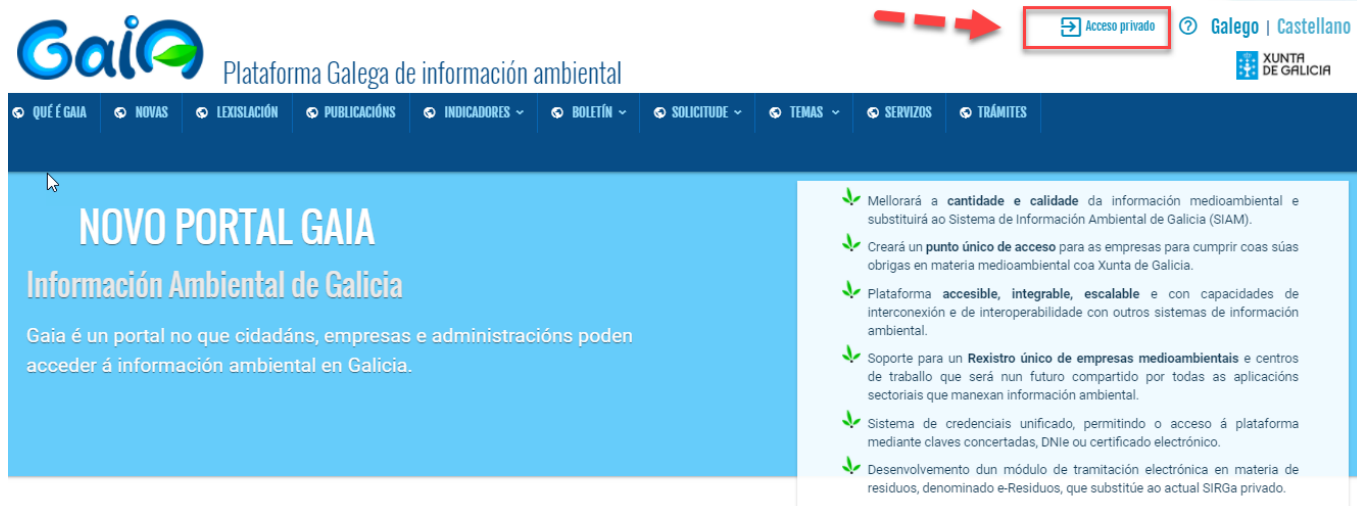 Gaia
Plataforma Galega de información ambiental
Acceso privado
Galego | Castellano
XUNTA
DE GALICIA
QUÉ É GAIA
NOVAS
LEXISLACIÓN
PUBLICACIÓNS
INDICADORES
BOLETÍN
SOLICITUDE
TEMAS
SERVIZOS
TRÁMITES
NOVO PORTAL GAIA
Información Ambiental de Galicia
Gaia é un portal no que cidadáns, empresas e administracións poden
acceder á información ambiental en Galicia.
Mellorará a cantidade e calidade da información medioambiental e
substituirá ao Sistema de Información Ambiental de Galicia (SIAM).
Creará un punto único de acceso para as empresas para cumprir coas súas
obrigas en materia medioambiental coa Xunta de Galicia.
Plataforma accesible, integrable, escalable e con capacidades de
interconexión e de interoperabilidade con outros sistemas de información
ambiental.
Soporte para un Rexistro único de empresas medioambientais e centros
de traballo que será nun futuro compartido por todas as aplicacións
sectoriais que manexan información ambiental.
Sistema de credenciais unificado, permitindo o acceso á plataforma
mediante claves concertadas, DNIe ou certificado electrónico.
Desenvolvemento dun módulo de tramitación electrónica en materia de
residuos, denominado e-Residuos, que substitúe ao actual SIRGa privado.